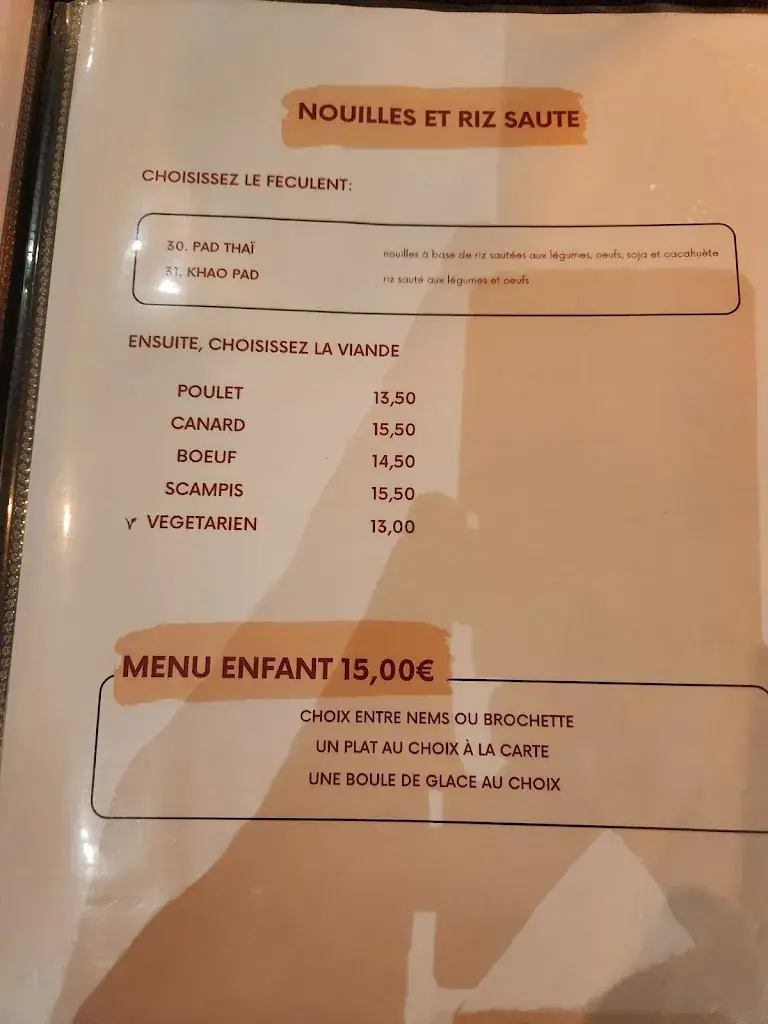 NOUILLES ET RIZ SAUTE
CHOISISSEZ LE FECULENT:
30. PAD THAÏ nouilles à base de riz sautées aux légumes, oeufs, soja et cacahuète
31. KHAO PAD riz sauté aux légumes et oeufs
ENSUITE, CHOISISSEZ LA VIANDE
POULET 13,50
CANARD 15,50
BOEUF 14,50
SCAMPIS 15,50
VEGETARIEN 13,00
MENU ENFANT 15,00€
CHOIX ENTRE NEMS OU BROCHETTE
UN PLAT AU CHOIX À LA CARTE
UNE BOULE DE GLACE AU CHOIX